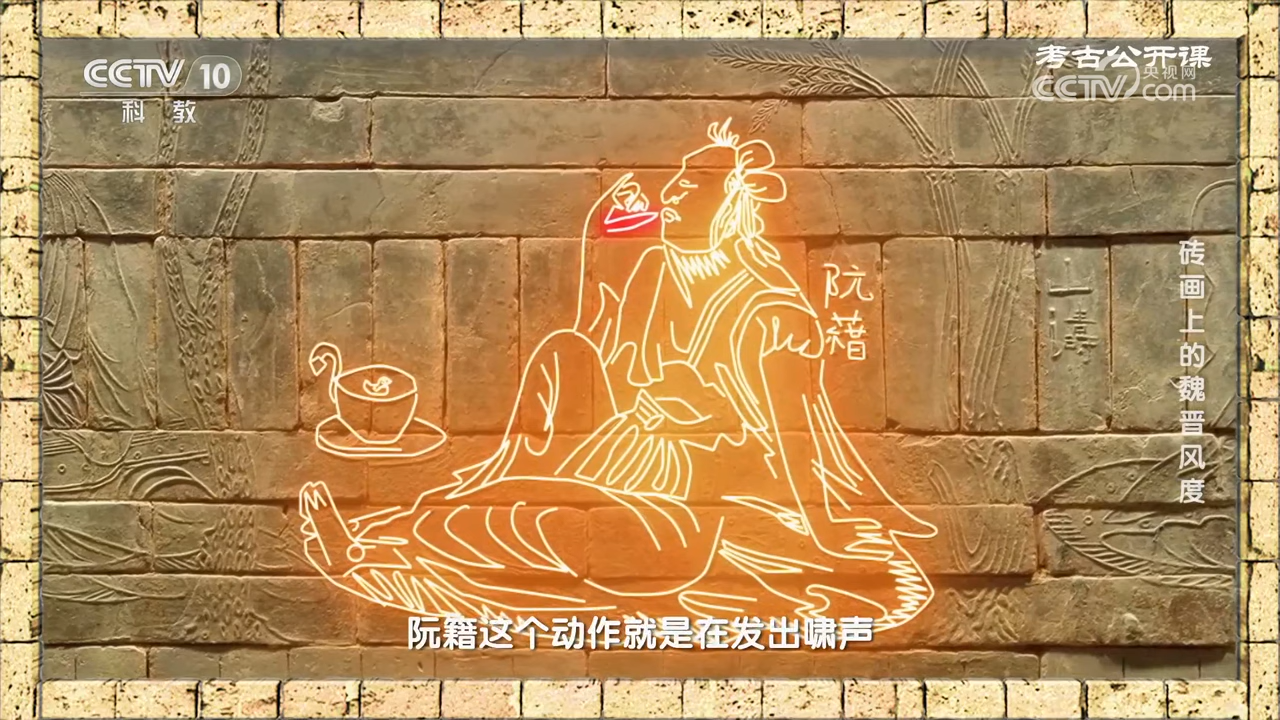 CCTV 10
科教
考古公开课
CCTV.com
央视网
砖画上的魏晋风度
阮籍
山涛
阮籍这个动作就是在发出啸声